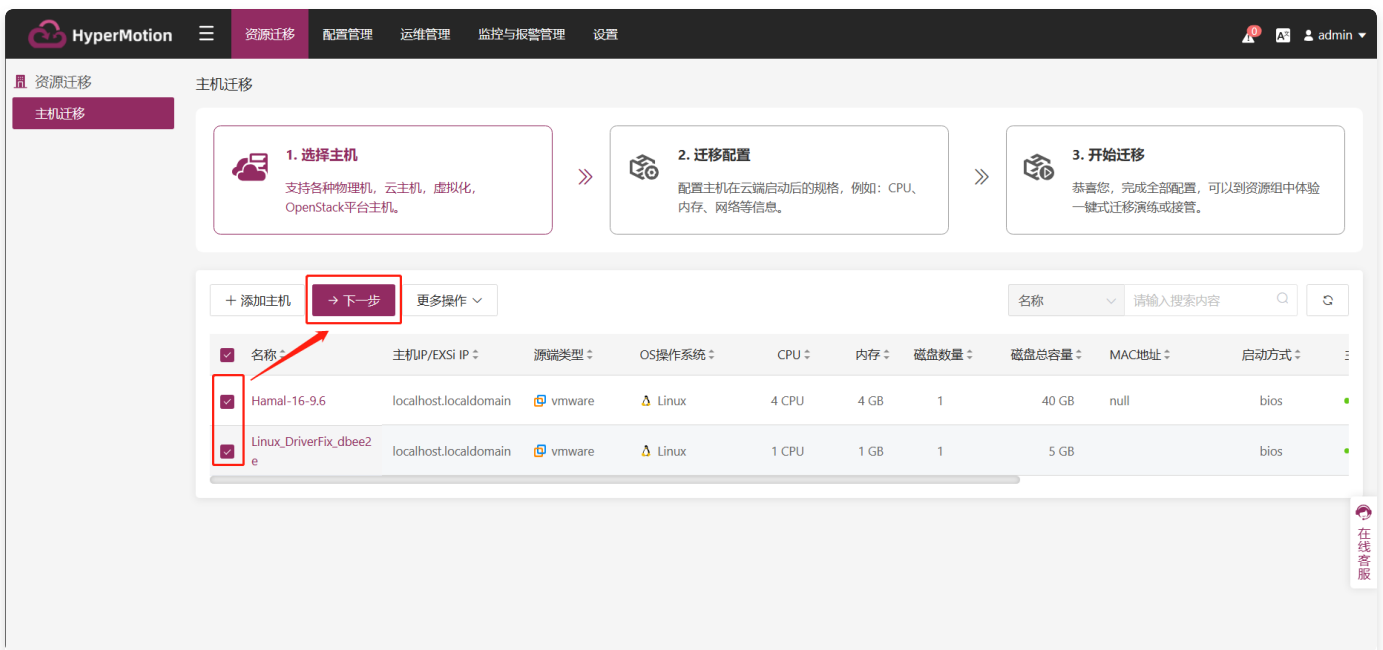 HyperMotion
资源迁移
配置管理
运维管理
监控与报警管理
设置
0
admin
资源迁移
主机迁移
主机迁移
1. 选择主机
支持各种物理机，云主机，虚拟化，
OpenStack平台主机。
2. 迁移配置
配置主机在云端启动后的规格，例如：CPU、
内存、网络等信息。
3. 开始迁移
恭喜您，完成全部配置，可以到资源组中体验
一键式迁移演练或接管。
添加主机
下一步
更多操作
名称
请输入搜索内容
名称 主机IP/EXSi IP 源端类型 OS操作系统 CPU 内存 磁盘数量 磁盘总容量 MAC地址 启动方式
Hamal-16-9.6 localhost.localdomain vmware Linux 4 CPU 4 GB 1 40 GB null bios
Linux_DriverFix_dbee2
e localhost.localdomain vmware Linux 1 CPU 1 GB 1 5 GB bios
在线客服